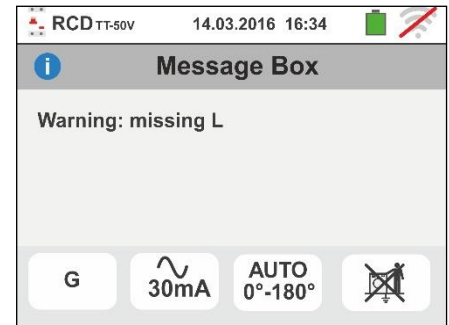 RCD TT-50V 14.03.2016 16:34
Message Box
Warning: missing L
G
30mA
AUTO
0°-180°